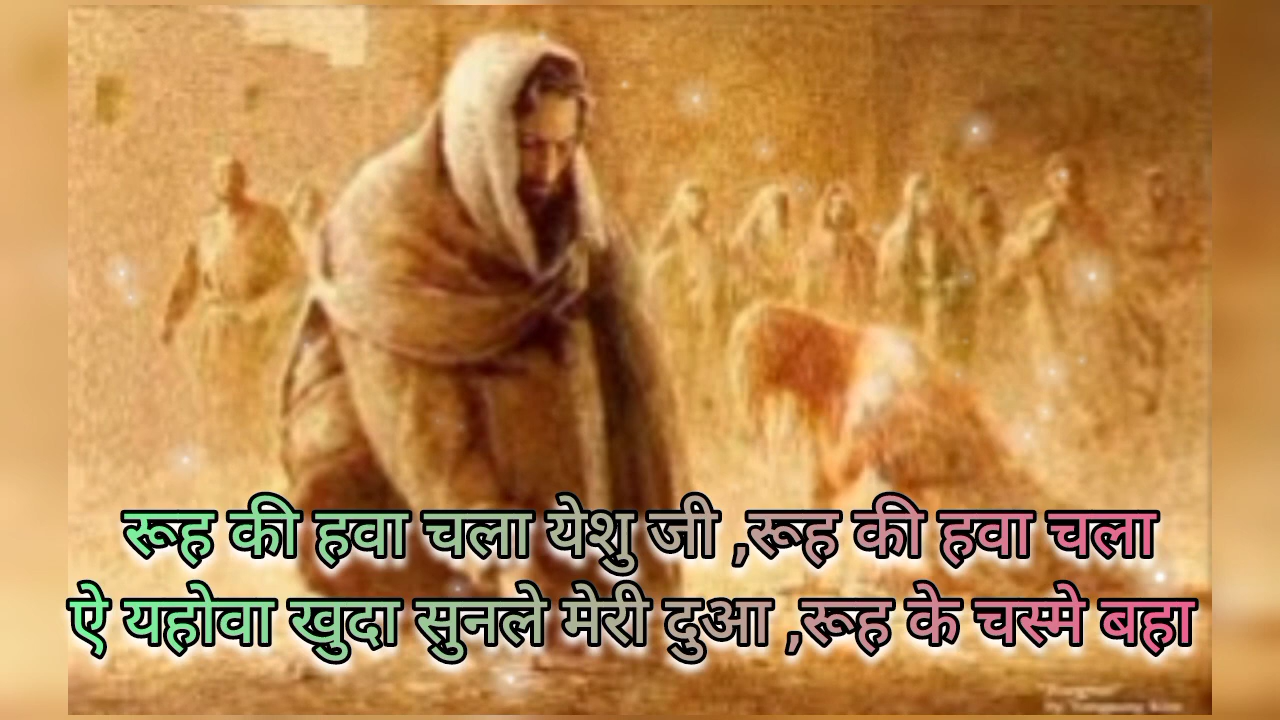 रूह की हवा चला येशु जी ,रूह की हवा चला
ऐ यहोवा खुदा सुनले मेरी दुआ ,रूह के चस्मे बहा